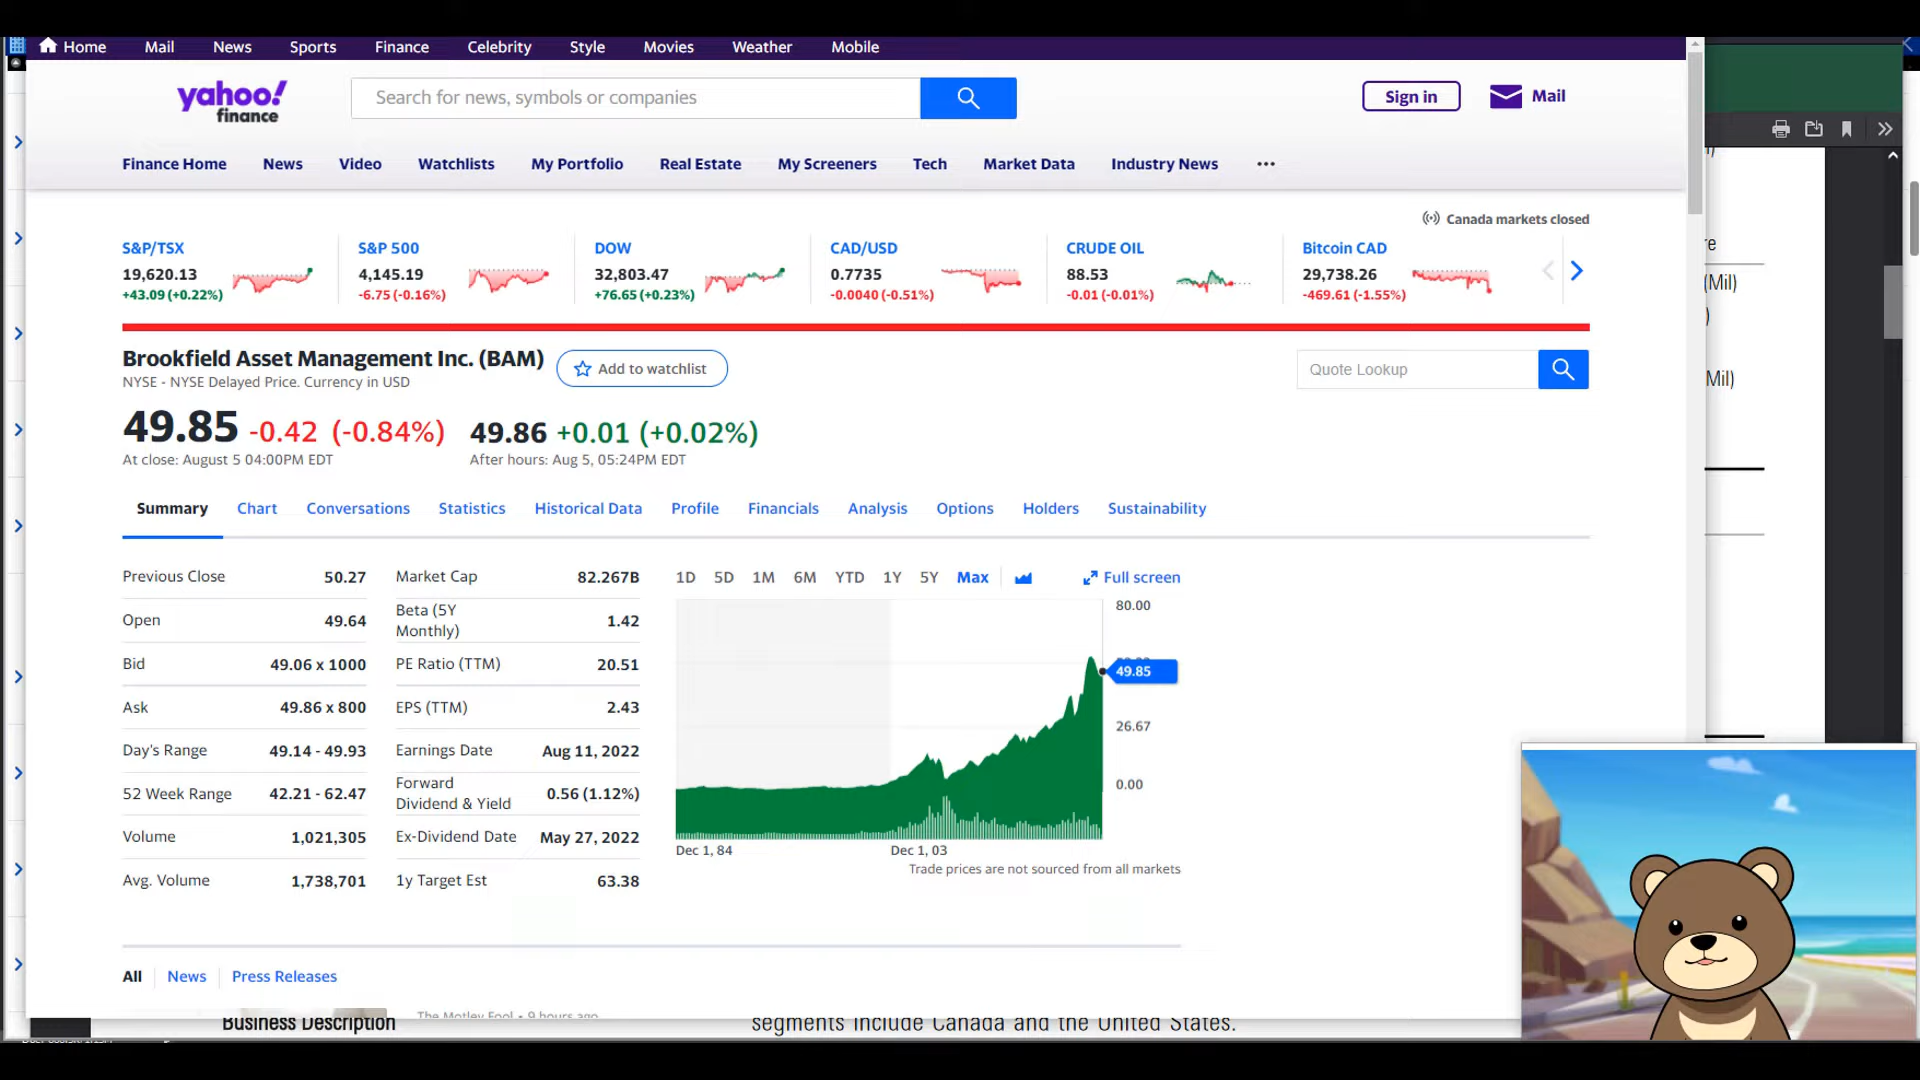 Home Mail News Sports Finance Celebrity Style Movies Weather Mobile
yahoo!
finance
Search for news, symbols or companies
Sign in
Mail
Finance Home News Video Watchlists My Portfolio Real Estate My Screeners Tech Market Data Industry News ...
Canada markets closed
S&P/TSX
19,620.13
+43.09 (+0.22%)
S&P 500
4,145.19
-6.75 (-0.16%)
DOW
32,803.47
+76.65 (+0.23%)
CAD/USD
0.7735
-0.0040 (-0.51%)
CRUDE OIL
88.53
-0.01 (-0.01%)
Bitcoin CAD
29,738.26
-469.61 (-1.55%)
Brookfield Asset Management Inc. (BAM)
Add to watchlist
NYSE - NYSE Delayed Price. Currency in USD
Quote Lookup
49.85 -0.42 (-0.84%)
At close: August 5 04:00PM EDT
49.86 +0.01 (+0.02%)
After hours: Aug 5, 05:24PM EDT
Summary Chart Conversations Statistics Historical Data Profile Financials Analysis Options Holders Sustainability
Previous Close 50.27
Open 49.64
Bid 49.06 x 1000
Ask 49.86 x 800
Day's Range 49.14 - 49.93
52 Week Range 42.21 - 62.47
Volume 1,021,305
Avg. Volume 1,738,701
Market Cap 82.267B
Beta (5Y
Monthly) 1.42
PE Ratio (TTM) 20.51
EPS (TTM) 2.43
Earnings Date Aug 11, 2022
Forward
Dividend & Yield 0.56 (1.12%)
Ex-Dividend Date May 27, 2022
1y Target Est 63.38
1D 5D 1M 6M YTD 1Y 5Y Max
Full screen
80.00
49.85
26.67
0.00
Dec 1, 84
Dec 1, 03
Trade prices are not sourced from all markets
All News Press Releases
The Motley Fool • 9 hours ago
Business Description
segments include Canada and the United States.
re
(Mil)
)
Mil)